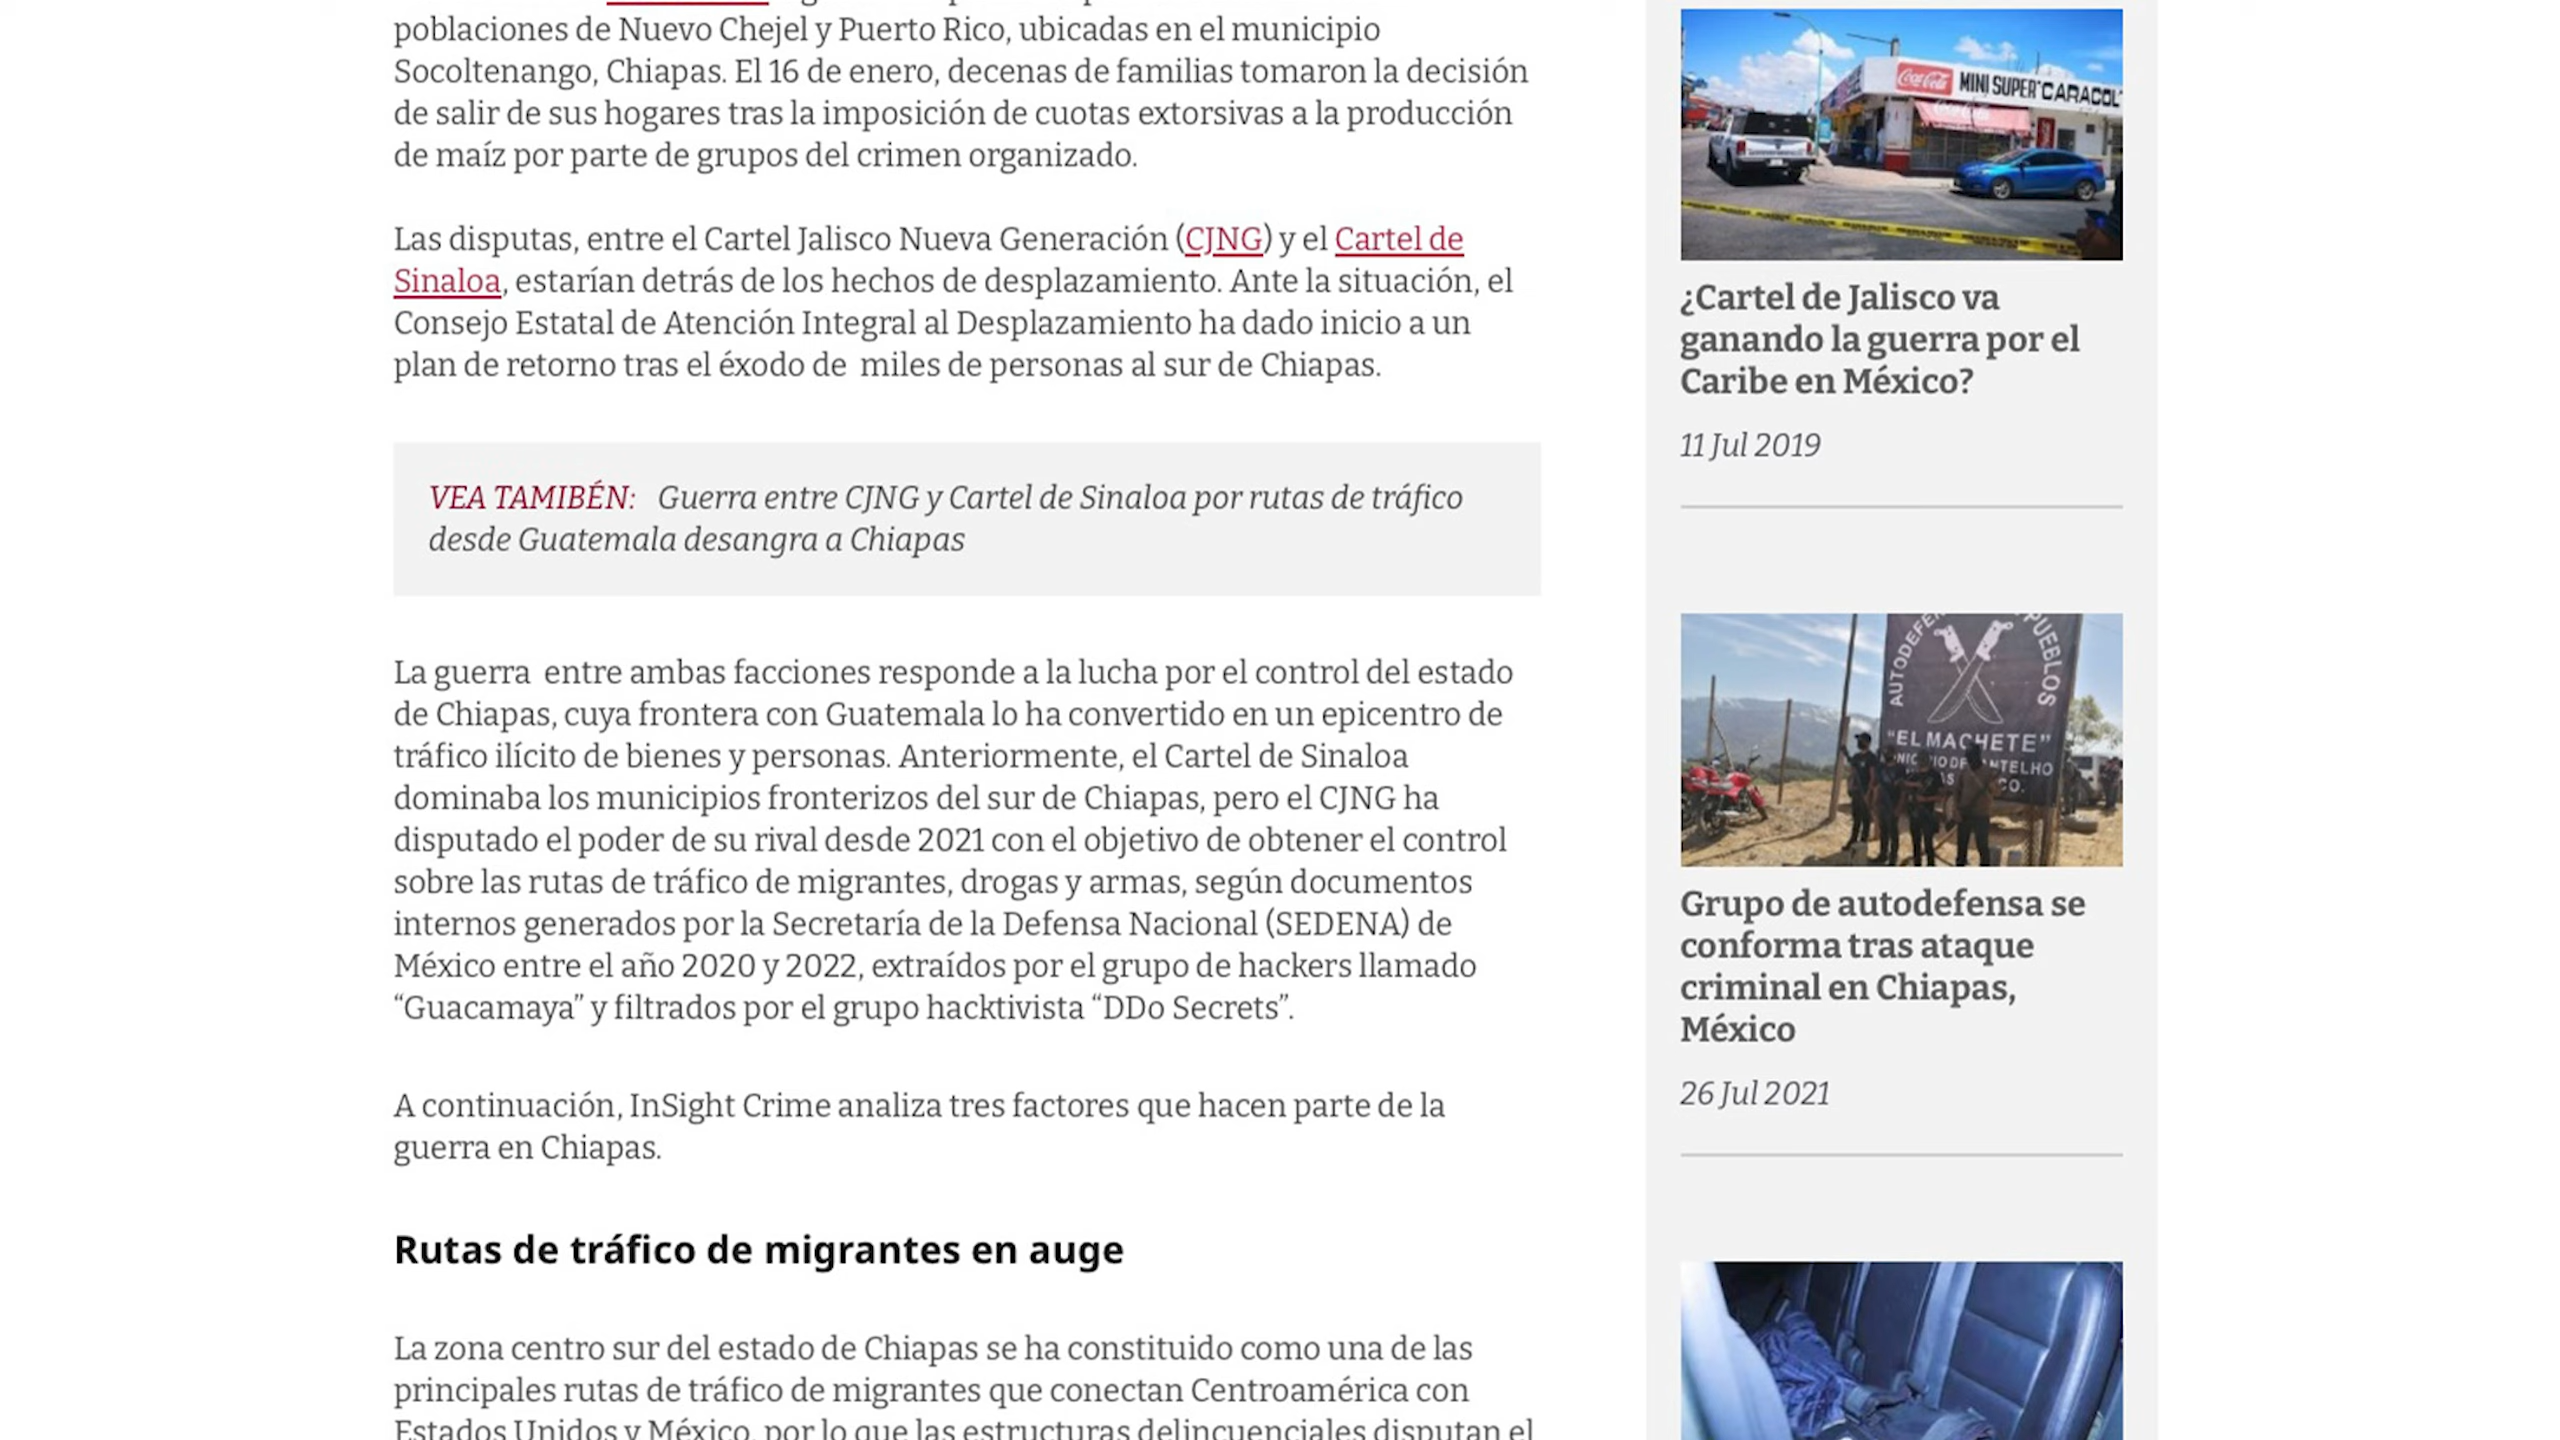 poblaciones de Nuevo Chejel y Puerto Rico, ubicadas en el municipio
Socoltenango, Chiapas. El 16 de enero, decenas de familias tomaron la decisión
de salir de sus hogares tras la imposición de cuotas extorsivas a la producción
de maíz por parte de grupos del crimen organizado.
Las disputas, entre el Cartel Jalisco Nueva Generación (CJNG) y el Cartel de
Sinaloa, estarían detrás de los hechos de desplazamiento. Ante la situación, el
Consejo Estatal de Atención Integral al Desplazamiento ha dado inicio a un
plan de retorno tras el éxodo de miles de personas al sur de Chiapas.
VEA TAMIBÉN: Guerra entre CJNG y Cartel de Sinaloa por rutas de tráfico
desde Guatemala desangra a Chiapas
La guerra entre ambas facciones responde a la lucha por el control del estado
de Chiapas, cuya frontera con Guatemala lo ha convertido en un epicentro de
tráfico ilícito de bienes y personas. Anteriormente, el Cartel de Sinaloa
dominaba los municipios fronterizos del sur de Chiapas, pero el CJNG ha
disputado el poder de su rival desde 2021 con el objetivo de obtener el control
sobre las rutas de tráfico de migrantes, drogas y armas, según documentos
internos generados por la Secretaría de la Defensa Nacional (SEDENA) de
México entre el año 2020 y 2022, extraídos por el grupo de hackers llamado
“Guacamaya” y filtrados por el grupo hacktivista “DDo Secrets”.
A continuación, InSight Crime analiza tres factores que hacen parte de la
guerra en Chiapas.
Rutas de tráfico de migrantes en auge
La zona centro sur del estado de Chiapas se ha constituido como una de las
principales rutas de tráfico de migrantes que conectan Centroamérica con
Estados Unidos y México, por lo que las estructuras delincuenciales disputan el
Coca-Cola MINI SUPER "CARACOL"
¿Cartel de Jalisco va
ganando la guerra por el
Caribe en México?
11 Jul 2019
PUEBLOS
"EL MACHETE"
Grupo de autodefensa se
conforma tras ataque
criminal en Chiapas,
México
26 Jul 2021